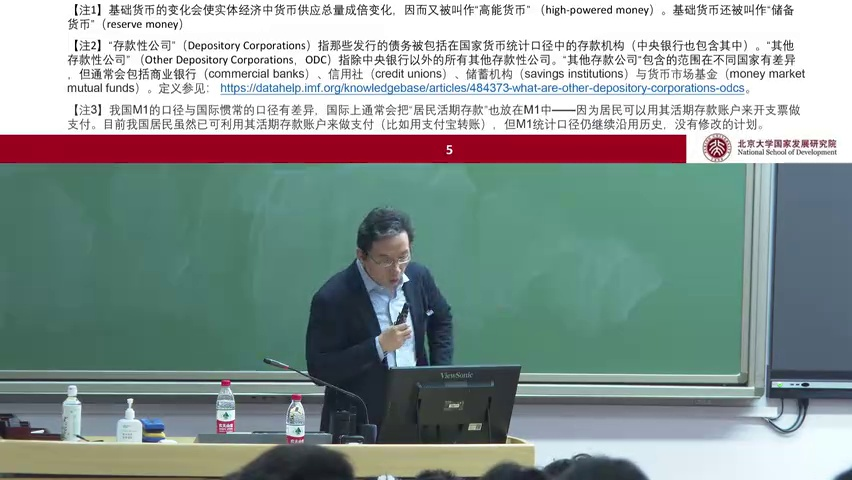 【注1】基础货币的变化会使实体经济中货币供应总量成倍变化，因而又被叫作“高能货币”（high-powered money）。基础货币还被叫作“储备
货币”（reserve money）
【注2】“存款性公司”（Depository Corporations）指那些发行的债务被包括在国家货币统计口径中的存款机构（中央银行也包含其中）。“其他
存款性公司”（Other Depository Corporations，ODC）指除中央银行以外的所有其他存款性公司。“其他存款公司”包含的范围在不同国家有差异
，但通常会包括商业银行（commercial banks）、信用社（credit unions）、储蓄机构（savings institutions）与货币市场基金（money market
mutual funds）。定义参见：https://datahelp.imf.org/knowledgebase/articles/484373-what-are-other-depository-corporations-odcs。
【注3】我国M1的口径与国际惯常的口径有差异，国际上通常会把“居民活期存款”也放在M1中——因为居民可以用其活期存款账户来开支票做
支付。目前我国居民虽然已可利用其活期存款账户来做支付（比如用支付宝转账），但M1统计口径仍继续沿用历史，没有修改的计划。
5
北京大学国家发展研究院
National School of Development
ViewSonic